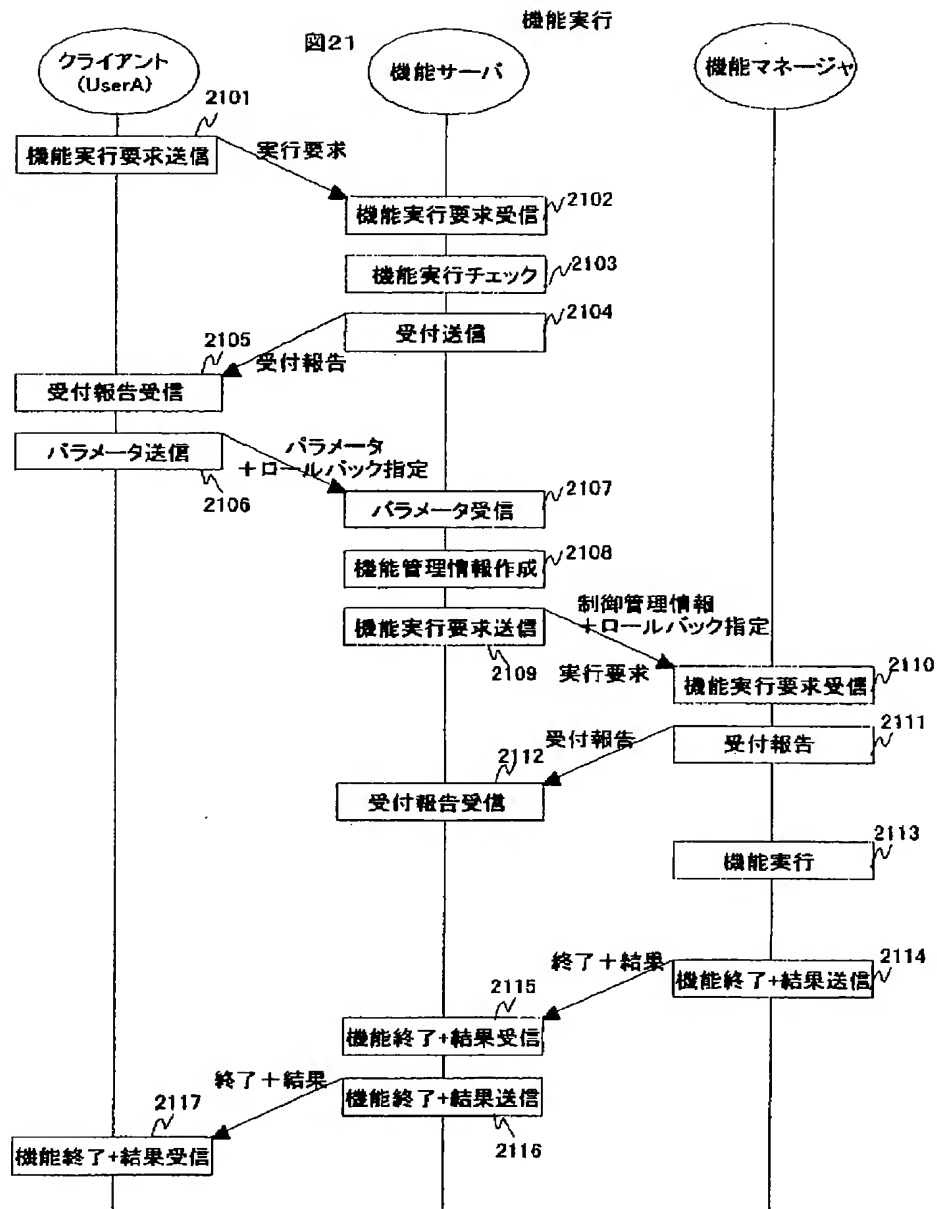 機能実行
図21
クライアント
(UserA)
機能サーバ
機能マネージャ
2101
機能実行要求送信
実行要求
機能実行要求受信
2102
機能実行チェック
2103
2104
受付送信
2105
受付報告
受付報告受信
パラメータ送信
2106
パラメータ
+ロールバック指定
2107
パラメータ受信
2108
機能管理情報作成
機能実行要求送信
2109
制御管理情報
+ロールバック指定
実行要求
2110
機能実行要求受信
2111
受付報告
受付報告
2112
受付報告受信
2113
機能実行
終了+結果
2114
機能終了+結果送信
2115
機能終了+結果受信
終了+結果
機能終了+結果送信
2116
2117
機能終了+結果受信